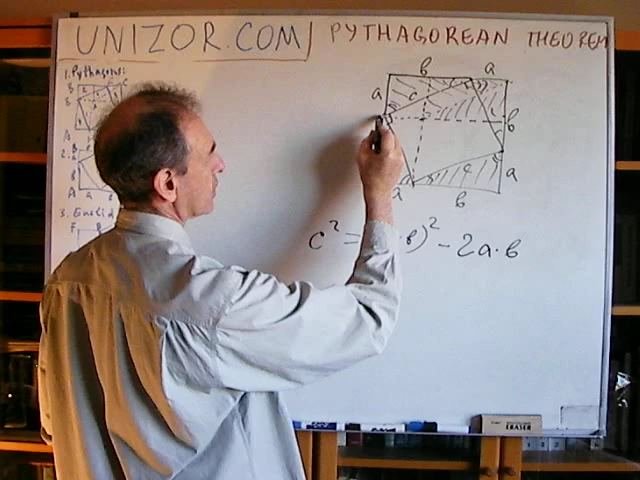 UNIZOR.COM/ PYTHAGOREAN THEOREM
1. Pythagoras:
2.
3. Euclid
F
A
A a
b a
a c
b
c a
a b
c² = b)² - 2a·b
ERASER